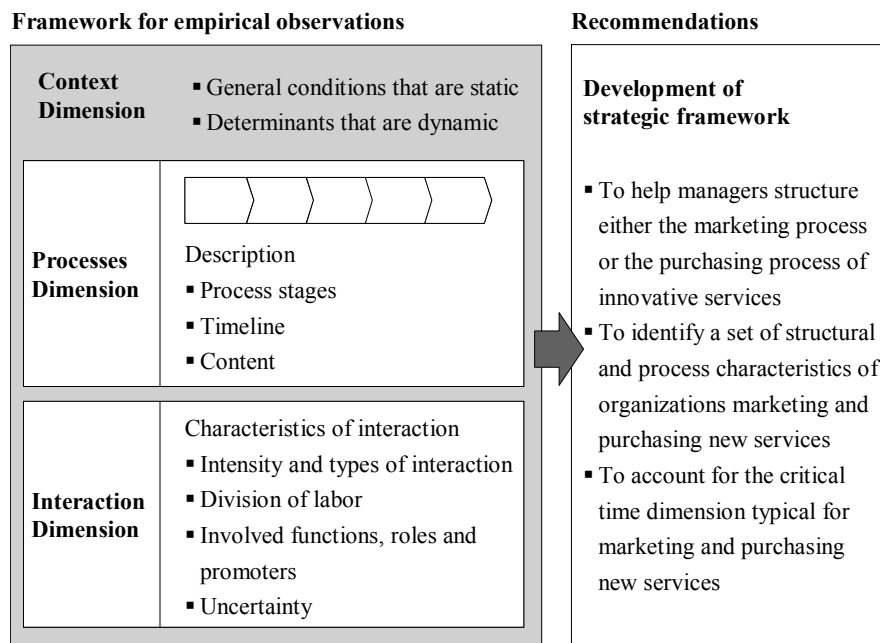 Framework for empirical observations
Context
Dimension
▪ General conditions that are static
▪ Determinants that are dynamic
Processes
Dimension
Description
▪ Process stages
▪ Timeline
▪ Content
Interaction
Dimension
Characteristics of interaction
▪ Intensity and types of interaction
▪ Division of labor
▪ Involved functions, roles and
promoters
▪ Uncertainty
Recommendations
Development of
strategic framework
▪ To help managers structure
either the marketing process
or the purchasing process of
innovative services
▪ To identify a set of structural
and process characteristics of
organizations marketing and
purchasing new services
▪ To account for the critical
time dimension typical for
marketing and purchasing
new services